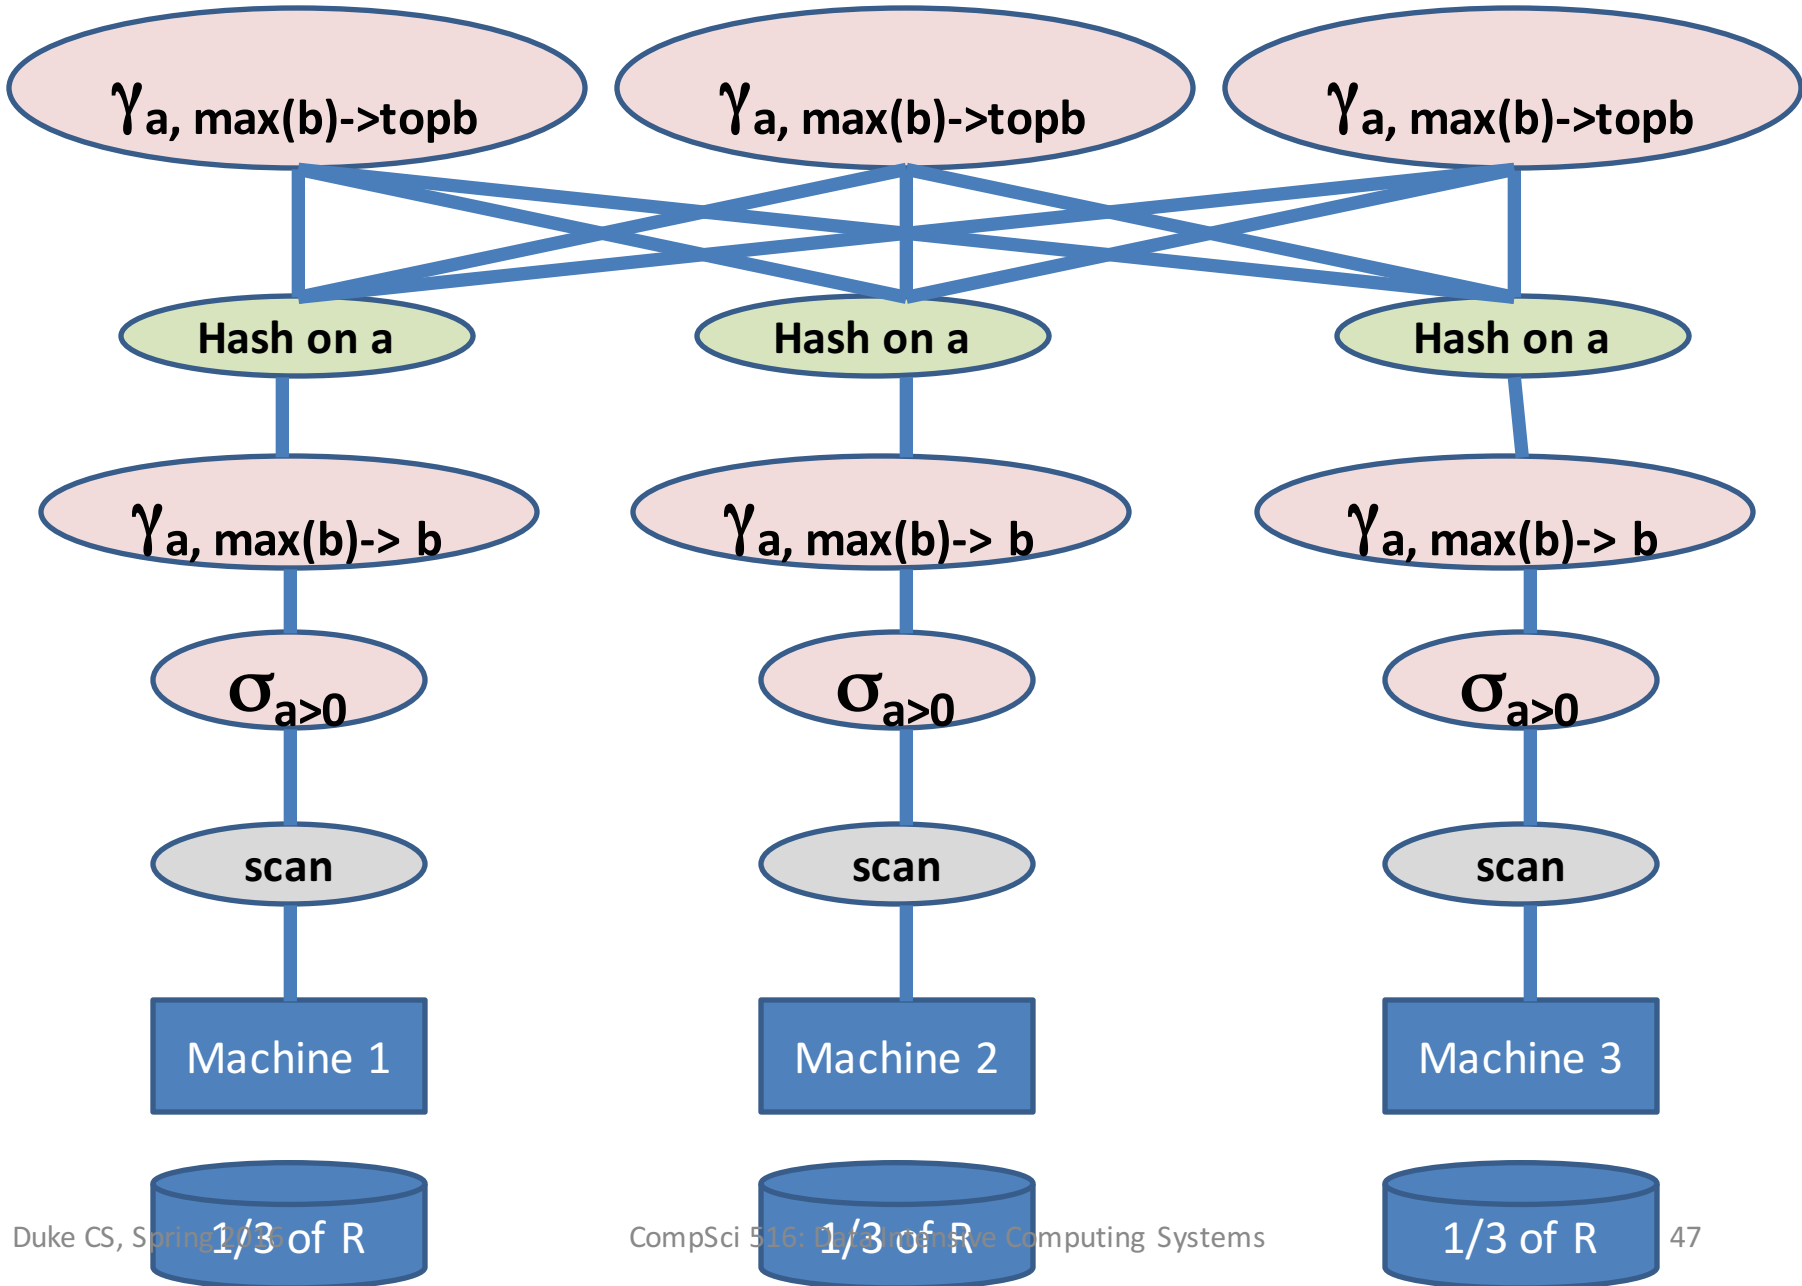 γa, max(b)->topb γa, max(b)->topb γa, max(b)->topb
Hash on a Hash on a Hash on a
γa, max(b)-> b γa, max(b)-> b γa, max(b)-> b
σa>0 σa>0 σa>0
scan scan scan
Machine 1 Machine 2 Machine 3
1/3 of R 1/3 of R 1/3 of R
Duke CS, Spring 2016 CompSci 516: Data Intensive Computing Systems 47